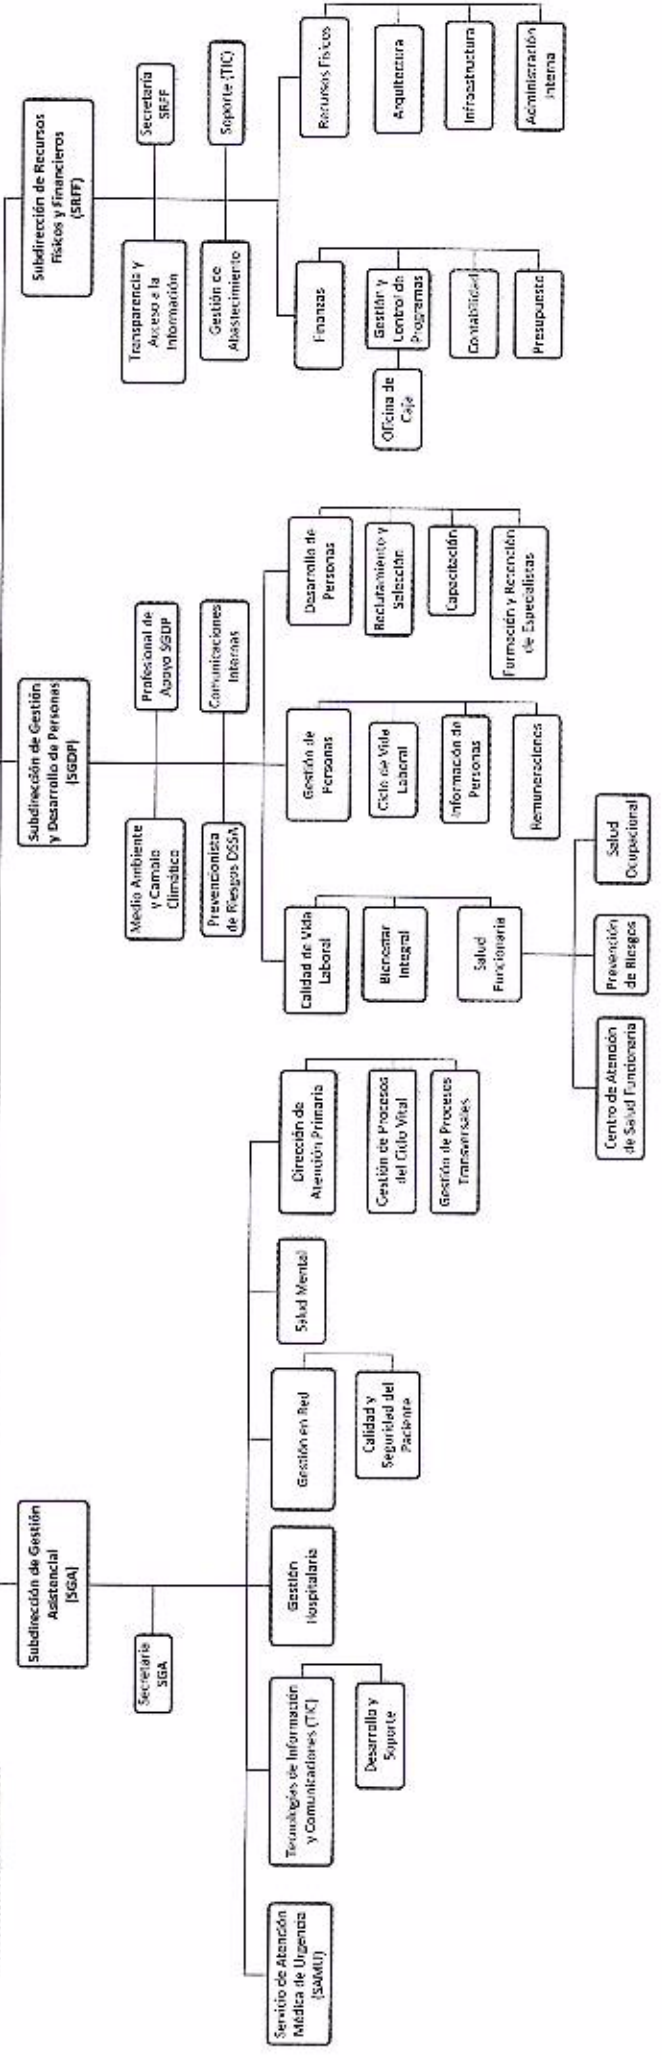 Subdirección de Gestión
Asistencial
(SGA)
Secretaria
SGA
Servicio de Atención
Médica de Urgencia
(SAMU)
Tecnologías de Información
y Comunicaciones (TIC)
Desarrollo y
Soporte
Gestión
Hospitalaria
Gestión en Red
Calidad y
Seguridad del
Paciente
Salud Mental
Dirección de
Atención Primaria
Gestión de Procesos
del Ciclo Vital
Gestión de Procesos
Transversales
Subdirección de Gestión
y Desarrollo de Personas
(SGDP)
Medio Ambiente
y Cambio
Climático
Profesional de
Apoyo SGDP
Prevencionista
de Riesgos DSSA
Comunicaciones
Internas
Calidad de Vida
Laboral
Bienestar
Integral
Salud
Funcionaria
Centro de Atención
de Salud Funcionaria
Prevención
de Riesgos
Salud
Ocupacional
Gestión de
Personas
Ciclo de Vida
Laboral
Información de
Personas
Remuneraciones
Desarrollo de
Personas
Reclutamiento y
Selección
Capacitación
Formación y Retención
de Especialistas
Subdirección de Recursos
Físicos y Financieros
(SRFF)
Transparencia y
Acceso a la
Información
Secretaria
SRFF
Gestión de
Abastecimiento
Soporte (TIC)
Finanzas
Gestión y
Control de
Programas
Oficina de
Caja
Contabilidad
Presupuesto
Recursos Físicos
Arquitectura
Infraestructura
Administración
Interna